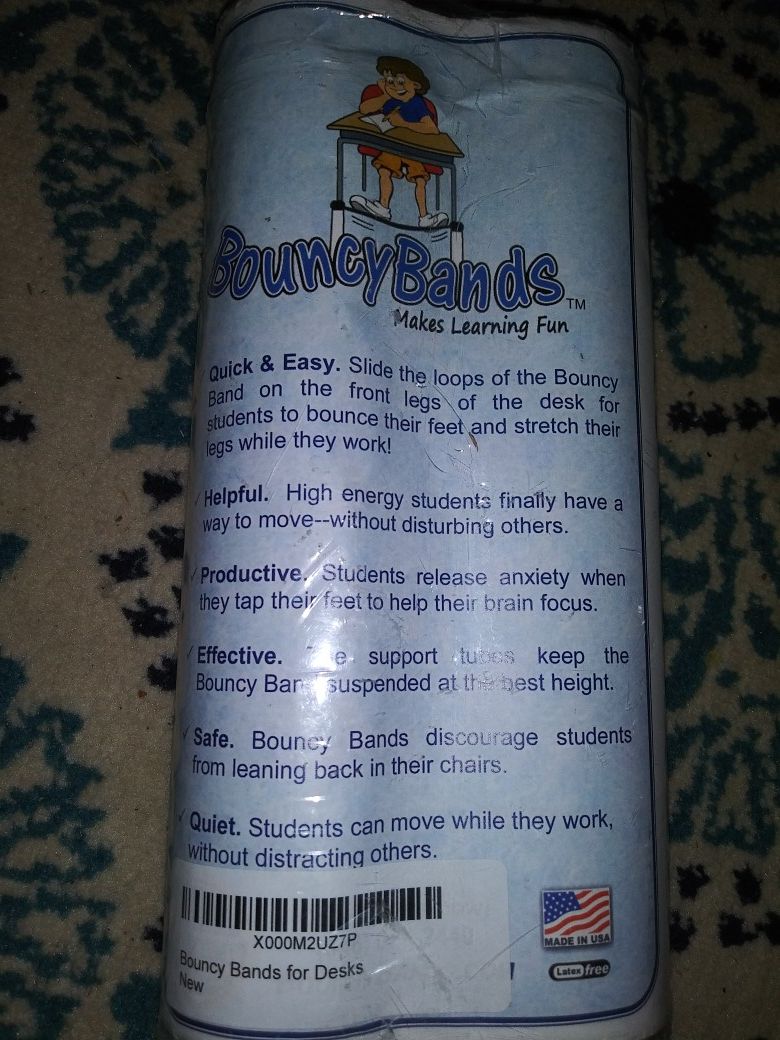 BouncyBands™
Makes Learning Fun
Quick & Easy. Slide the loops of the Bouncy
Band on the front legs of the desk for
students to bounce their feet and stretch their
legs while they work!
✓ Helpful. High energy students finally have a
way to move--without disturbing others.
✓ Productive. Students release anxiety when
they tap their feet to help their brain focus.
✓ Effective. support tubes keep the
Bouncy Ban suspended at the best height.
✓ Safe. Bouncy Bands discourage students
from leaning back in their chairs.
✓ Quiet. Students can move while they work,
without distracting others.
X000M2UZ7P
Bouncy Bands for Desks
New
MADE IN USA
Latex free